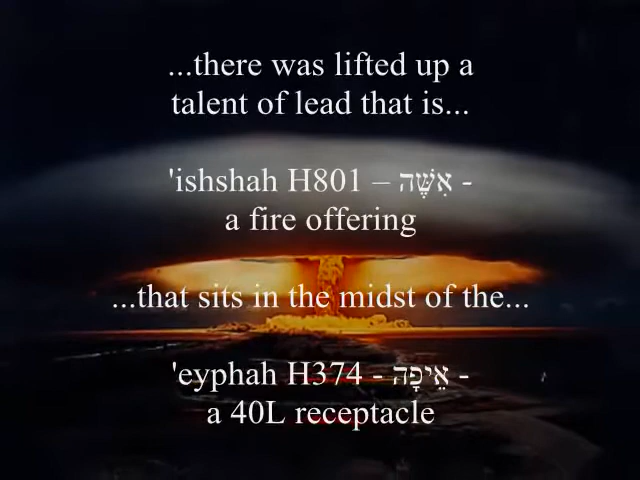 ...there was lifted up a
talent of lead that is...
'ishshah H801 – אִשֶּׁה -
a fire offering
...that sits in the midst of the...
'eyphah H374 - אֵיפָה -
a 40L receptacle